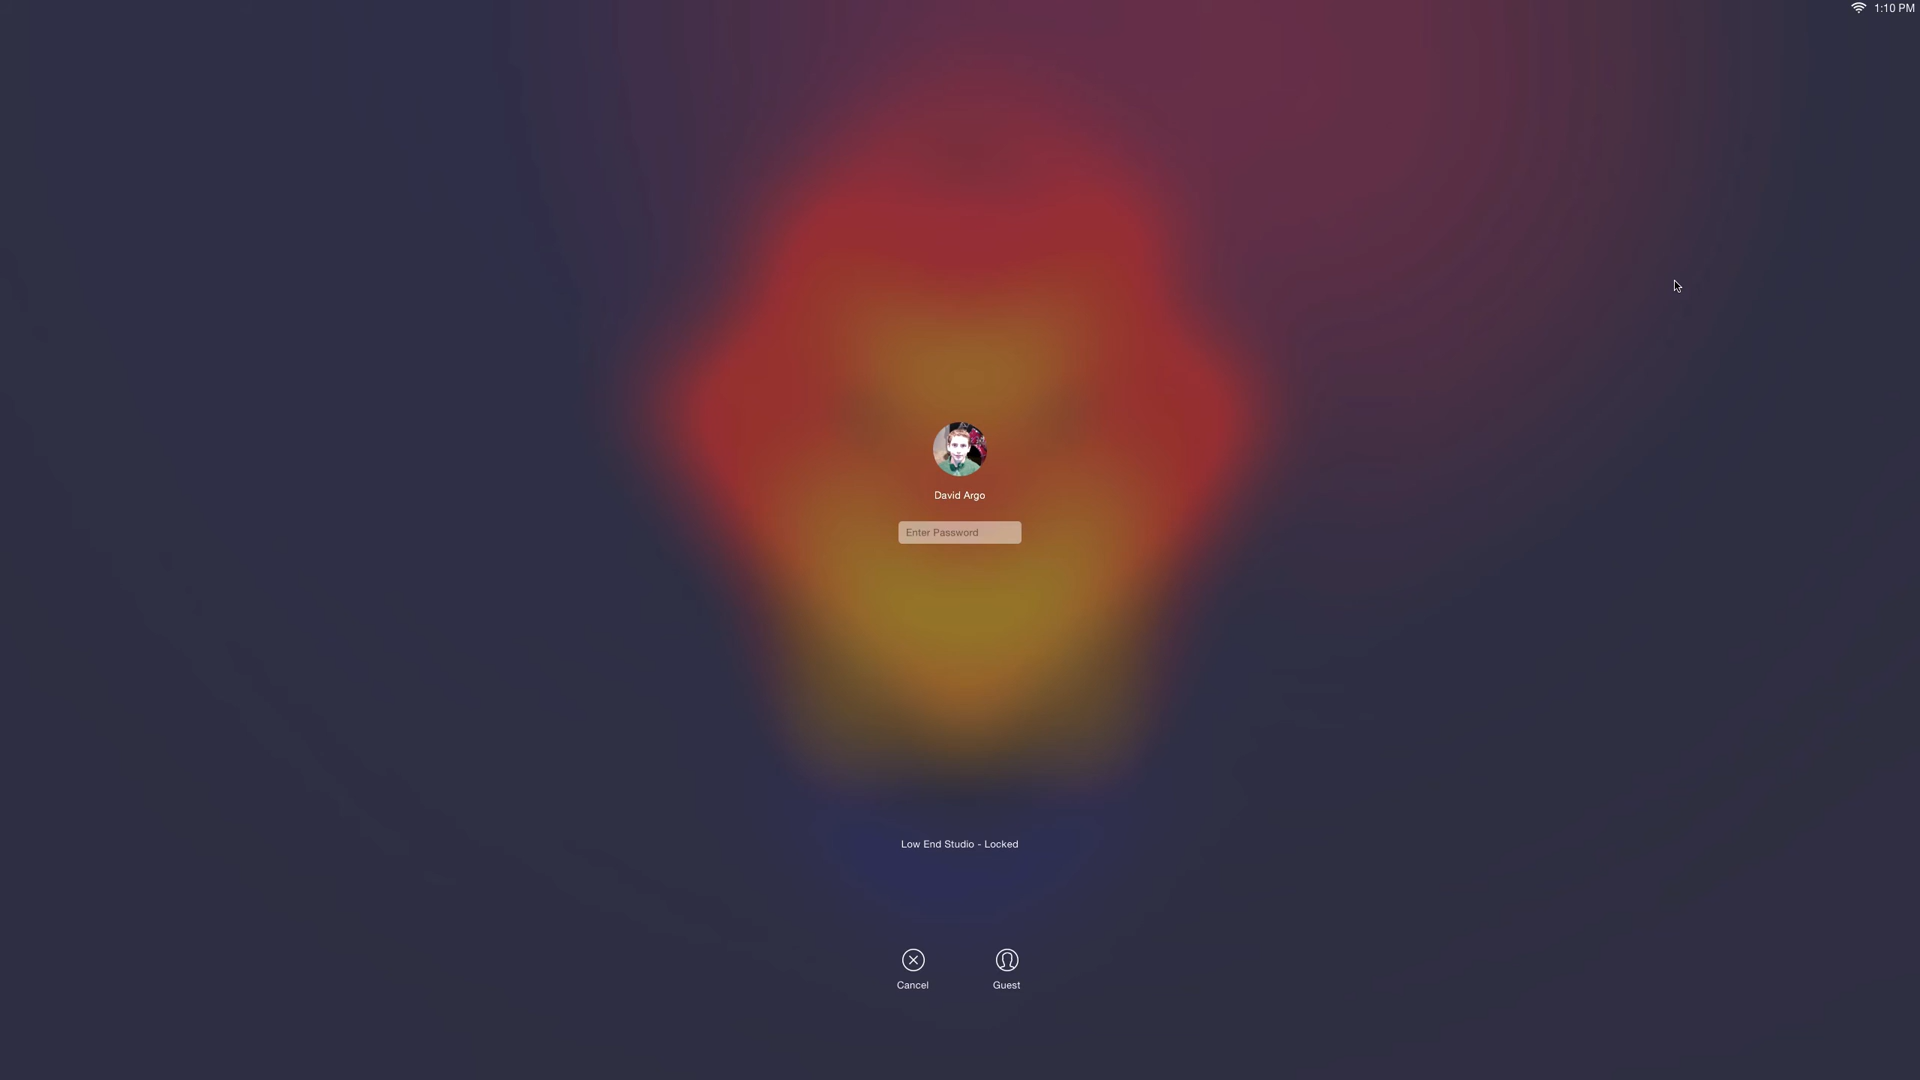 1:10 PM
David Argo
Enter Password
Low End Studio - Locked
Cancel
Guest